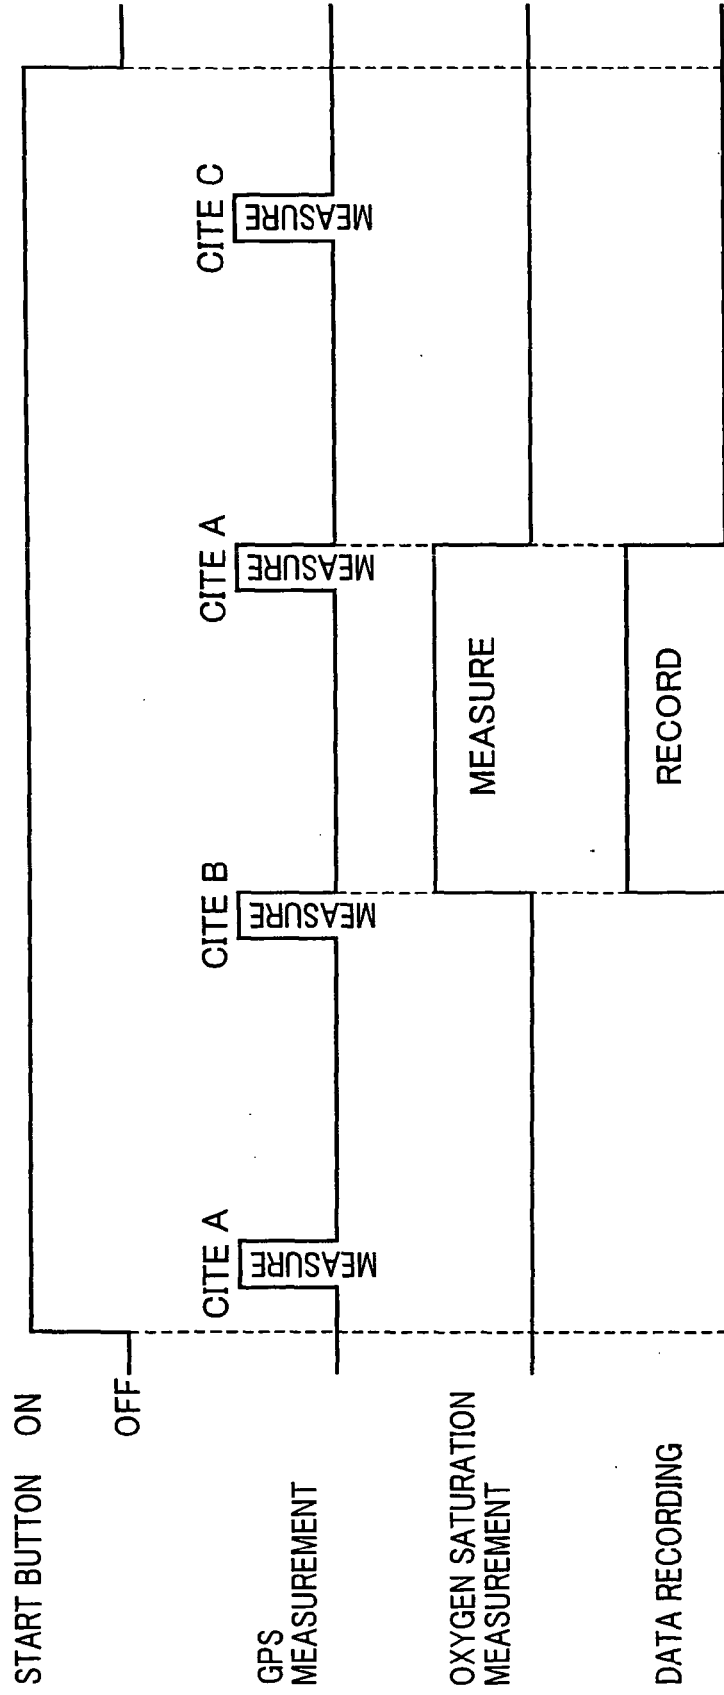 START BUTTON ON
OFF
CITE A
CITE B
CITE A
CITE C
GPS
MEASUREMENT
MEASURE
MEASURE
MEASURE
MEASURE
OXYGEN SATURATION
MEASUREMENT
MEASURE
DATA RECORDING
RECORD